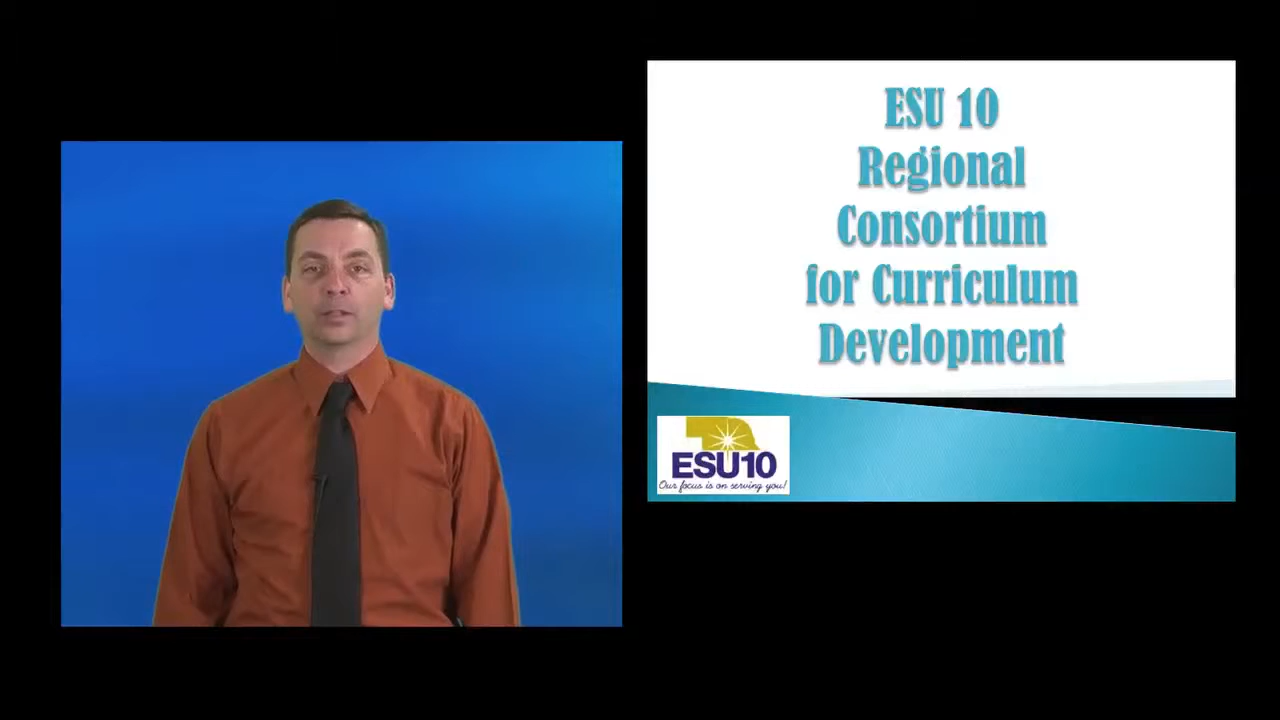 ESU 10
Regional
Consortium
for Curriculum
Development
ESU10
Our focus is on serving you!